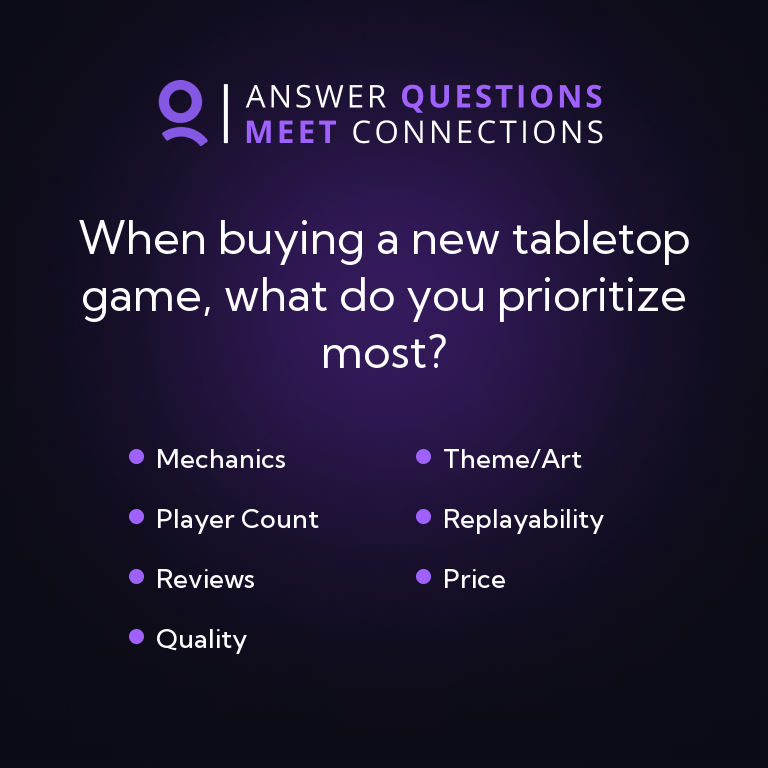 ANSWER QUESTIONS
MEET CONNECTIONS
When buying a new tabletop
game, what do you prioritize
most?
Mechanics
Theme/Art
Player Count
Replayability
Reviews
Price
Quality